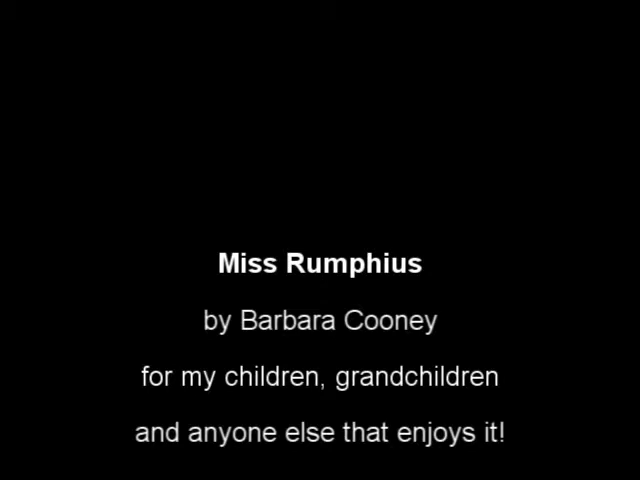 Miss Rumphius
by Barbara Cooney
for my children, grandchildren
and anyone else that enjoys it!